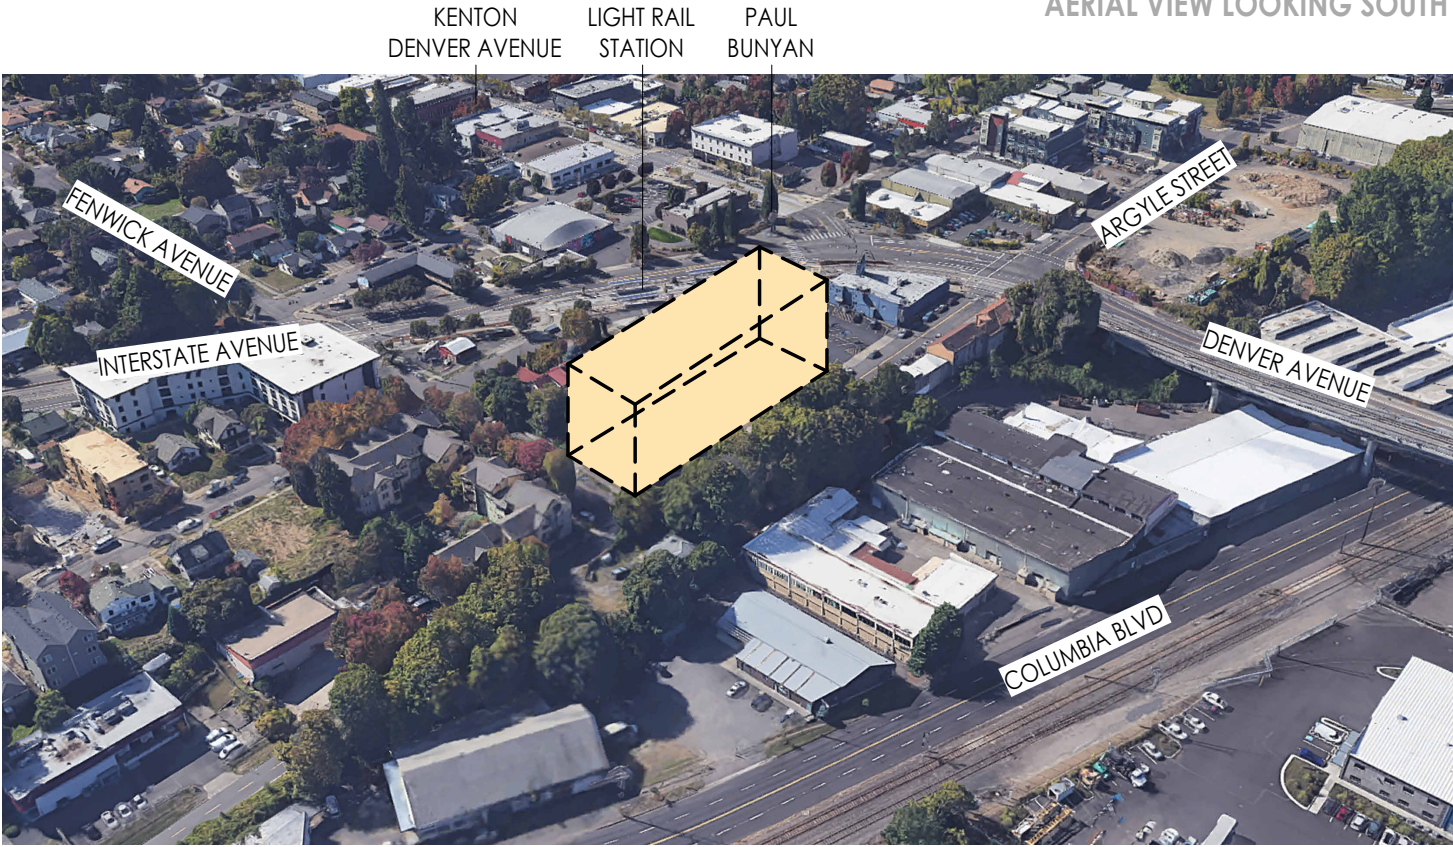 AERIAL VIEW LOOKING SOUTH
KENTON
DENVER AVENUE
LIGHT RAIL
STATION
PAUL
BUNYAN
FENWICK AVENUE
INTERSTATE AVENUE
ARGYLE STREET
DENVER AVENUE
COLUMBIA BLVD